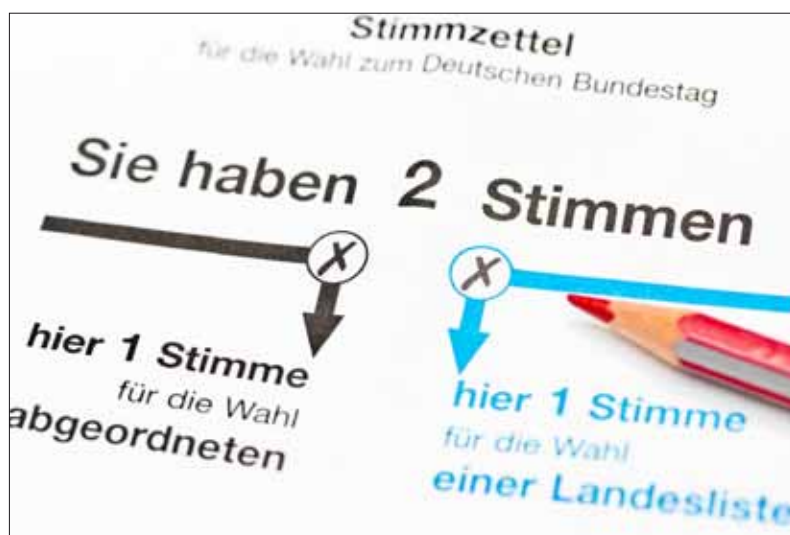 Stimmzettel
für die Wahl zum Deutschen Bundestag
Sie haben 2 Stimmen
X
hier 1 Stimme
für die Wahl
abgeordneten
X
hier 1 Stimme
für die Wahl
einer Landesliste